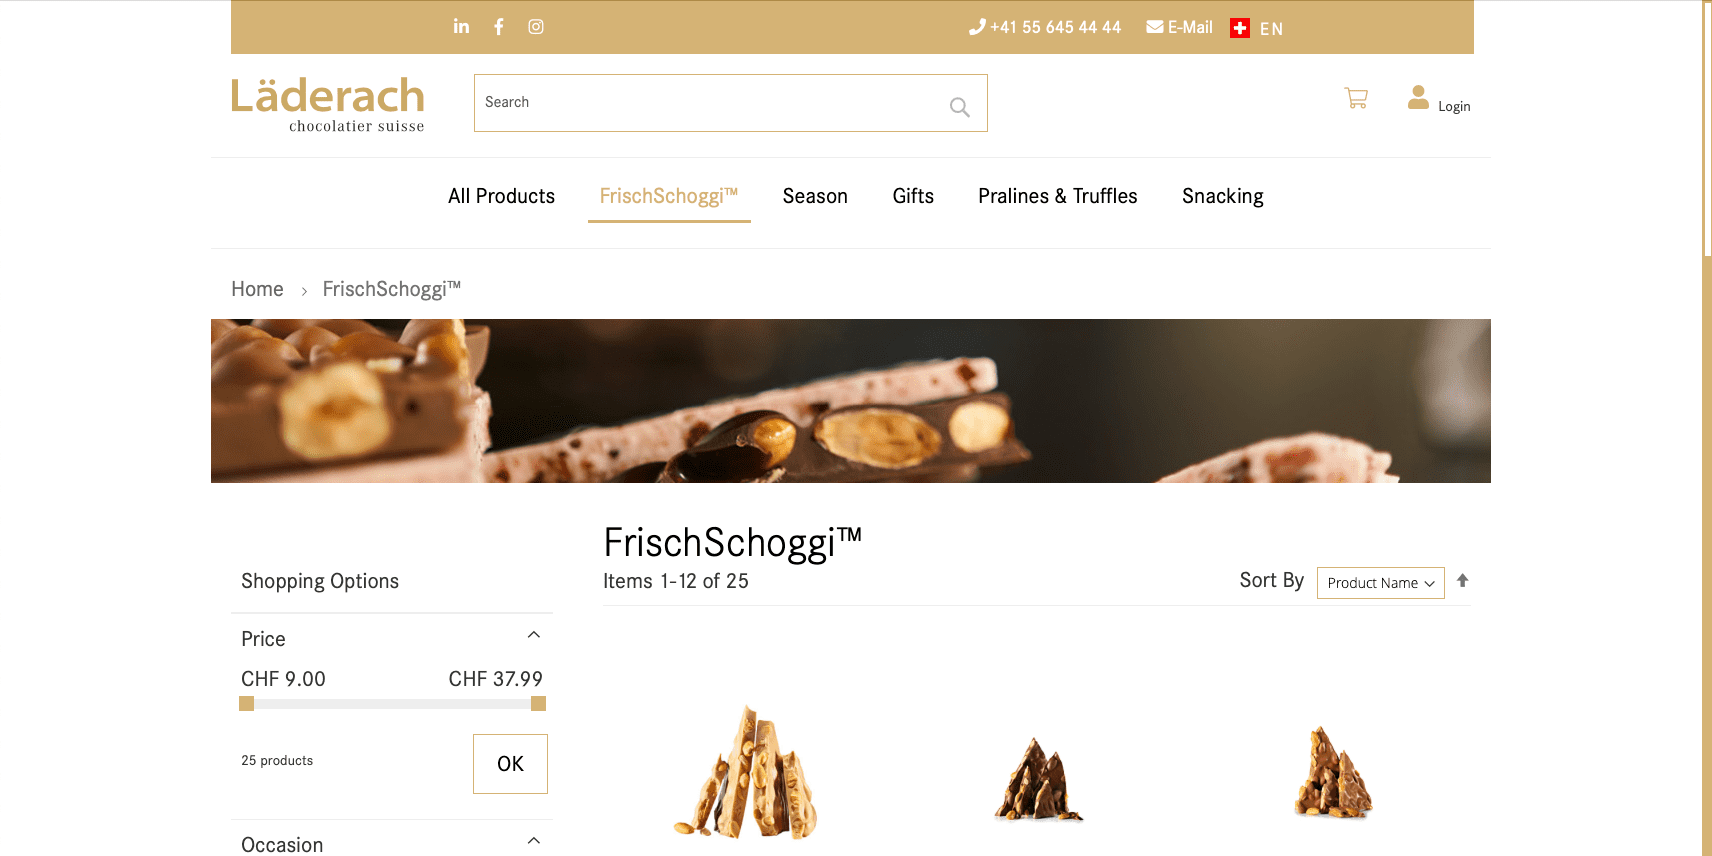 +41 55 645 44 44 E-Mail EN
Läderach
chocolatier suisse
Search
Login
All Products FrischSchoggi™ Season Gifts Pralines & Truffles Snacking
Home › FrischSchoggi™
FrischSchoggi™
Items 1-12 of 25
Sort By Product Name
Shopping Options
Price
CHF 9.00 CHF 37.99
25 products
OK
Occasion